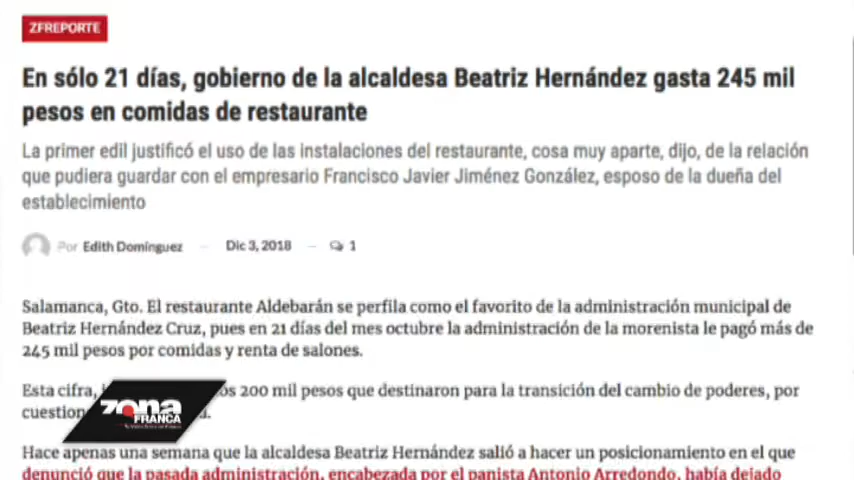 ZFREPORTE
En sólo 21 días, gobierno de la alcaldesa Beatriz Hernández gasta 245 mil
pesos en comidas de restaurante
La primer edil justificó el uso de las instalaciones del restaurante, cosa muy aparte, dijo, de la relación
que pudiera guardar con el empresario Francisco Javier Jiménez González, esposo de la dueña del
establecimiento
Por Edith Domínguez — Dic 3, 2018 — 1
Salamanca, Gto. El restaurante Aldebarán se perfila como el favorito de la administración municipal de
Beatriz Hernández Cruz, pues en 21 días del mes octubre la administración de la morenista le pagó más de
245 mil pesos por comidas y renta de salones.
Esta cifra, 200 mil pesos que destinaron para la transición del cambio de poderes, por
zona
FRANCA
Hace apenas una semana que la alcaldesa Beatriz Hernández salió a hacer un posicionamiento en el que
denunció que la pasada administración, encabezada por el panista Antonio Arredondo, había dejado